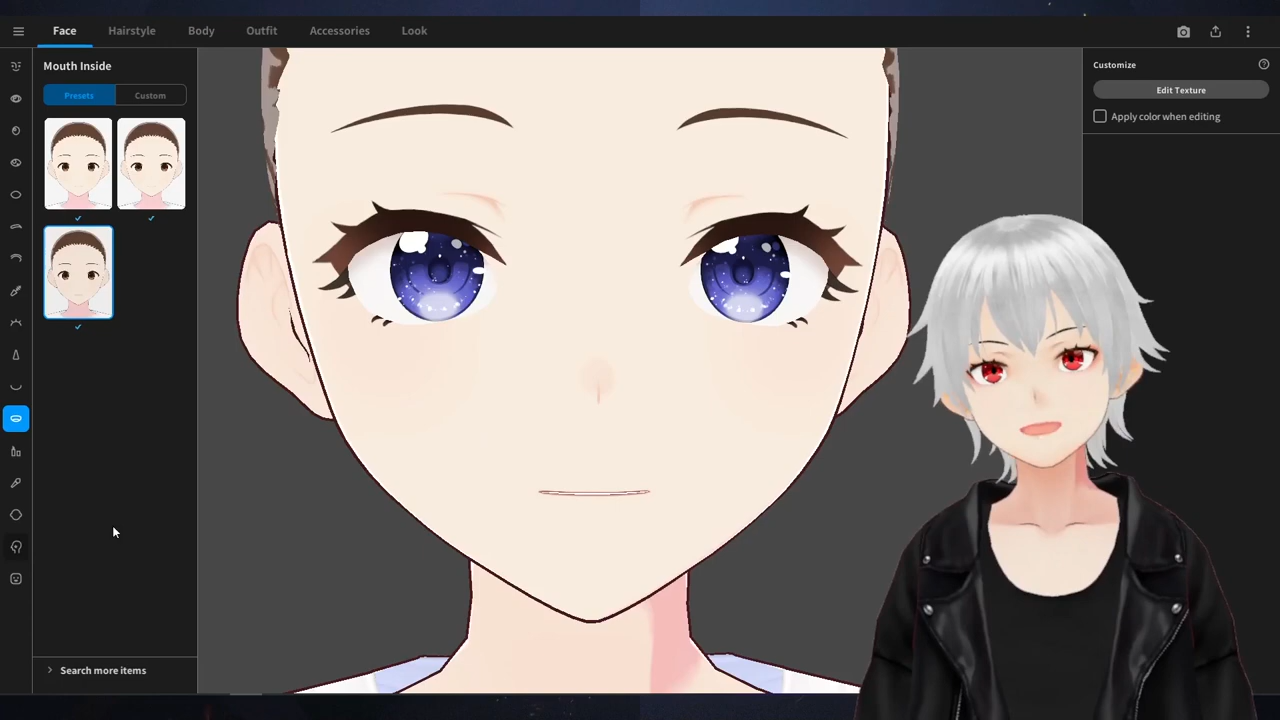 Face
Hairstyle
Body
Outfit
Accessories
Look
Mouth Inside
Presets
Custom
Search more items
Customize
Edit Texture
Apply color when editing